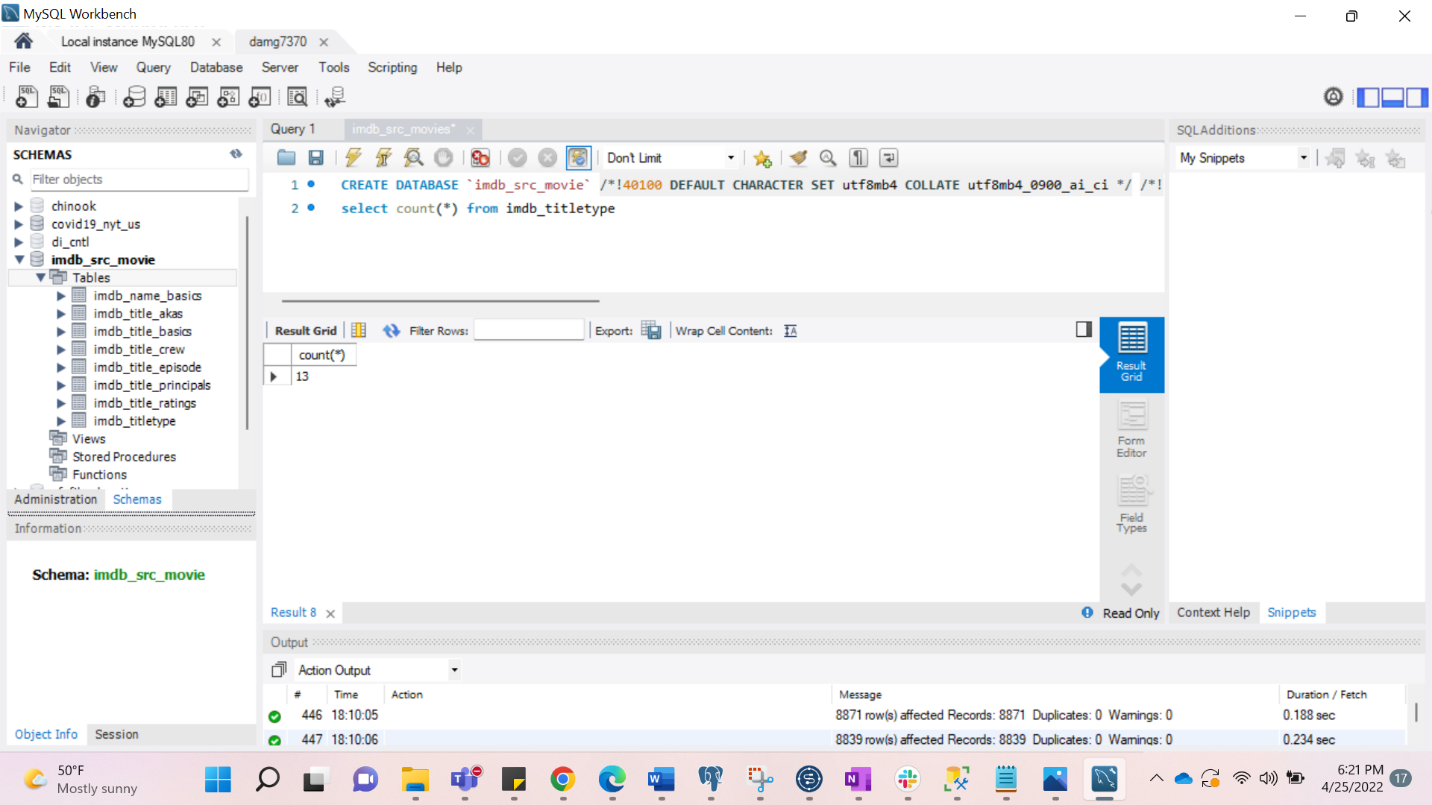 MySQL Workbench
Local instance MySQL80
damg7370
File Edit View Query Database Server Tools Scripting Help
Navigator
SCHEMAS
Filter objects
chinook
covid19_nyt_us
di_cntl
imdb_src_movie
Tables
imdb_name_basics
imdb_title_akas
imdb_title_basics
imdb_title_crew
imdb_title_episode
imdb_title_principals
imdb_title_ratings
imdb_titletype
Views
Stored Procedures
Functions
Administration Schemas
Information
Schema: imdb_src_movie
Object Info Session
Query 1 imdb_src_movies*
Don't Limit
1 CREATE DATABASE `imdb_src_movie` /*!40100 DEFAULT CHARACTER SET utf8mb4 COLLATE utf8mb4_0900_ai_ci */ /*!
2 select count(*) from imdb_titletype
Result Grid Filter Rows: Export: Wrap Cell Content:
count(*)
13
Result Grid
Form Editor
Field Types
Result 8
Read Only
SQLAdditions
My Snippets
Context Help Snippets
Output
Action Output
# Time Action Message Duration / Fetch
446 18:10:05 8871 row(s) affected Records: 8871 Duplicates: 0 Warnings: 0 0.188 sec
447 18:10:06 8839 row(s) affected Records: 8839 Duplicates: 0 Warnings: 0 0.234 sec
50°F
Mostly sunny
6:21 PM
4/25/2022
17